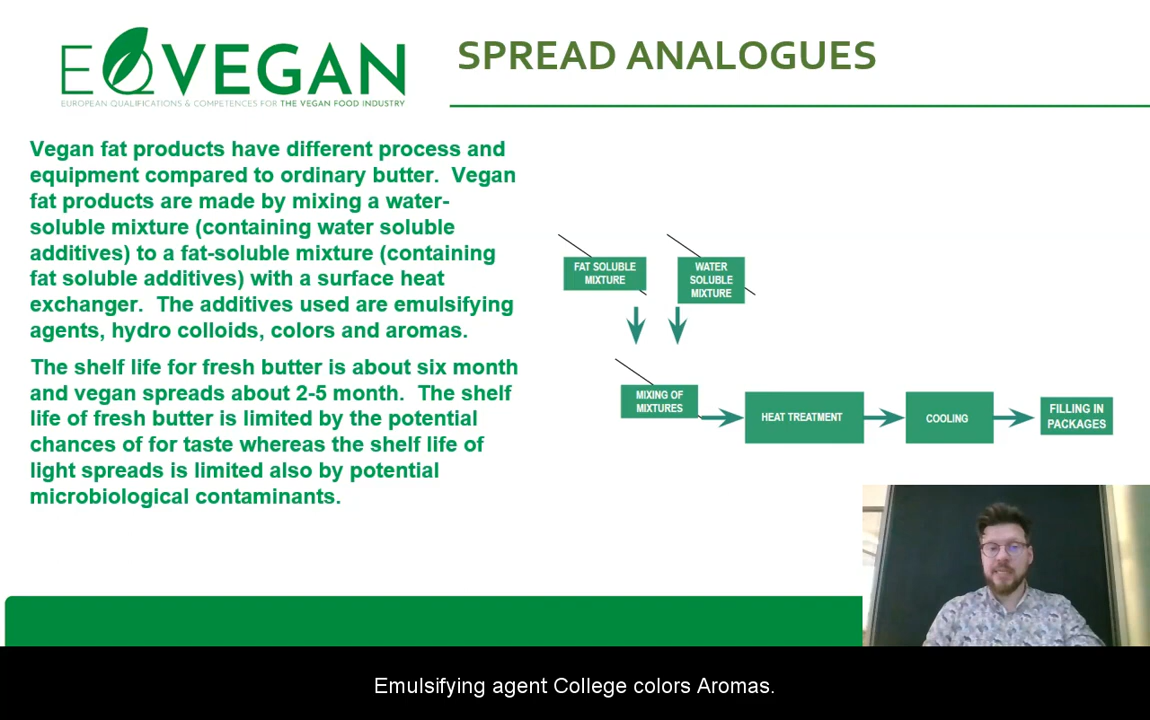 EQVEGAN
EUROPEAN QUALIFICATIONS & COMPETENCES FOR THE VEGAN FOOD INDUSTRY
SPREAD ANALOGUES
Vegan fat products have different process and
equipment compared to ordinary butter. Vegan
fat products are made by mixing a water-
soluble mixture (containing water soluble
additives) to a fat-soluble mixture (containing
fat soluble additives) with a surface heat
exchanger. The additives used are emulsifying
agents, hydro colloids, colors and aromas.
The shelf life for fresh butter is about six month
and vegan spreads about 2-5 month. The shelf
life of fresh butter is limited by the potential
chances of for taste whereas the shelf life of
light spreads is limited also by potential
microbiological contaminants.
FAT SOLUBLE
MIXTURE
WATER
SOLUBLE
MIXTURE
MIXING OF
MIXTURES
HEAT TREATMENT
COOLING
FILLING IN
PACKAGES
Emulsifying agent College colors Aromas.